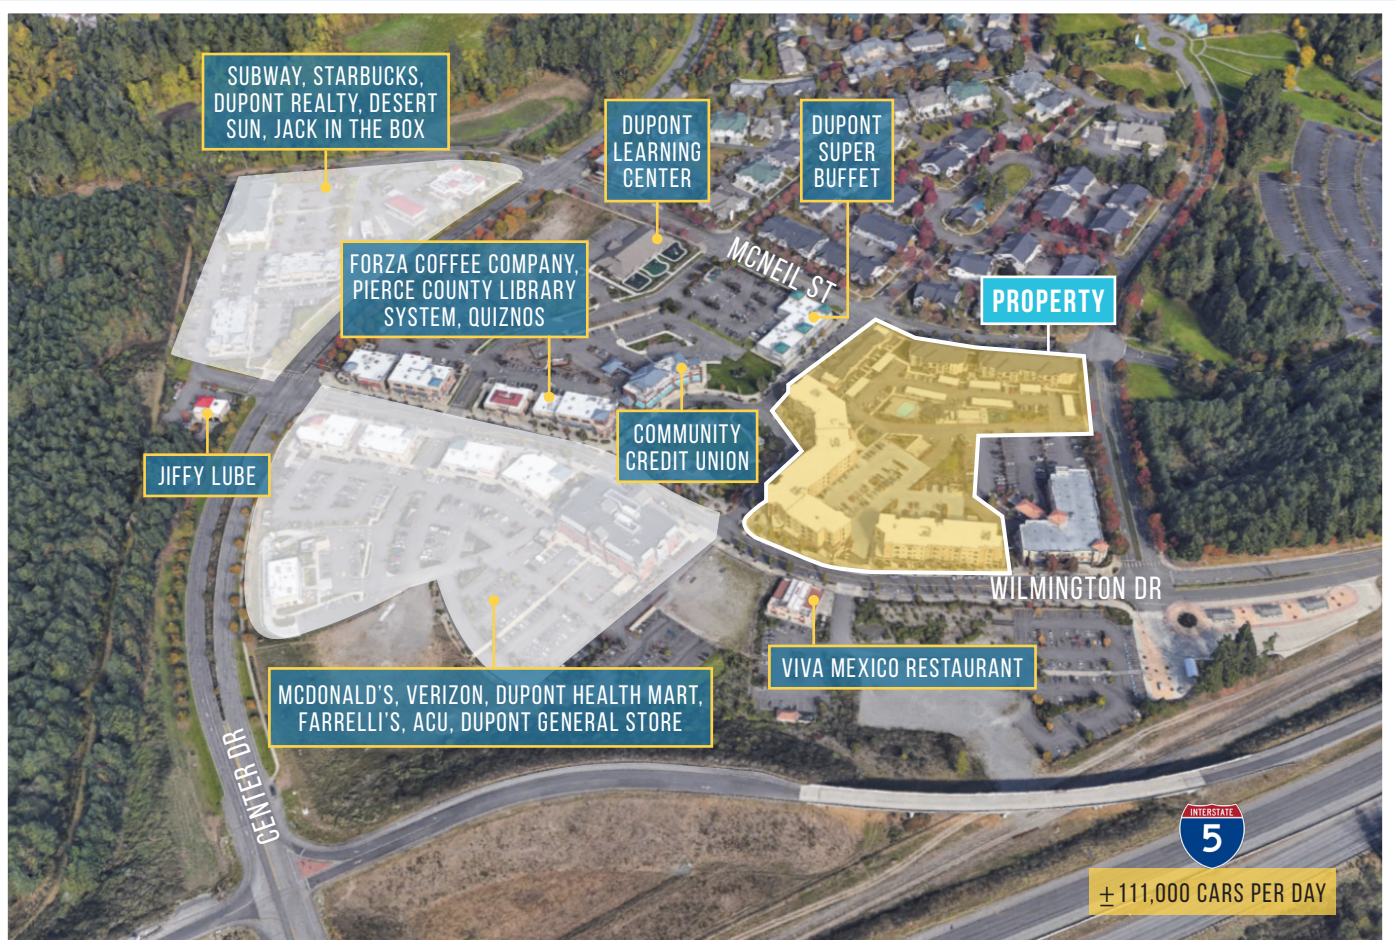 SUBWAY, STARBUCKS,
DUPONT REALTY, DESERT
SUN, JACK IN THE BOX
DUPONT
LEARNING
CENTER
DUPONT
SUPER
BUFFET
MCNEIL ST
FORZA COFFEE COMPANY,
PIERCE COUNTY LIBRARY
SYSTEM, QUIZNOS
PROPERTY
COMMUNITY
CREDIT UNION
JIFFY LUBE
WILMINGTON DR
VIVA MEXICO RESTAURANT
MCDONALD'S, VERIZON, DUPONT HEALTH MART,
FARRELLI'S, ACU, DUPONT GENERAL STORE
CENTER DR
INTERSTATE
5
±111,000 CARS PER DAY